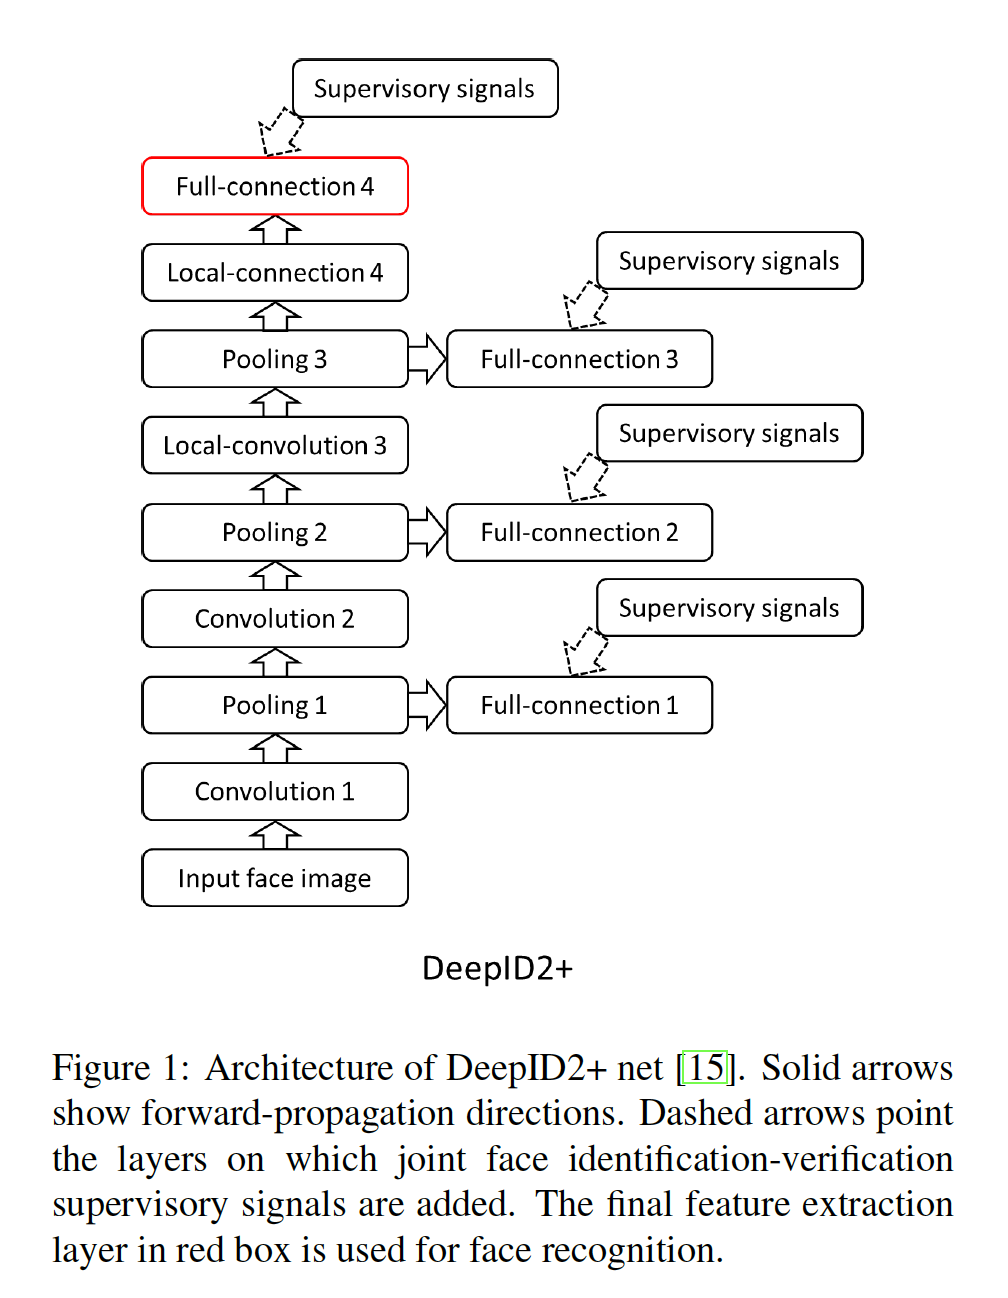 Supervisory signals
Full-connection 4
Local-connection 4
Supervisory signals
Pooling 3
Full-connection 3
Local-convolution 3
Supervisory signals
Pooling 2
Full-connection 2
Convolution 2
Supervisory signals
Pooling 1
Full-connection 1
Convolution 1
Input face image
DeepID2+
Figure 1: Architecture of DeepID2+ net [15]. Solid arrows
show forward-propagation directions. Dashed arrows point
the layers on which joint face identification-verification
supervisory signals are added. The final feature extraction
layer in red box is used for face recognition.